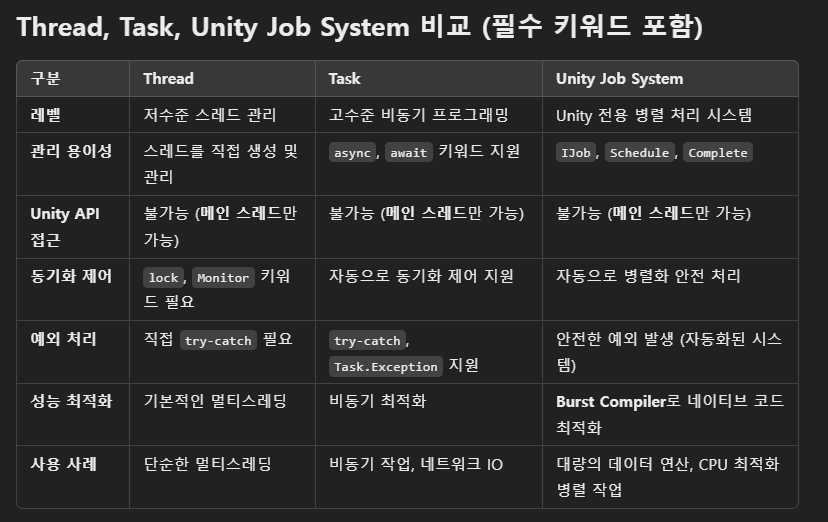 Thread, Task, Unity Job System 비교 (필수 키워드 포함)
구분 Thread Task Unity Job System
레벨 저수준 스레드 관리 고수준 비동기 프로그래밍 Unity 전용 병렬 처리 시스템
관리 용이성 스레드를 직접 생성 및 async, await 키워드 지원 IJob, Schedule, Complete
관리
Unity API 불가능 (메인 스레드만 불가능 (메인 스레드만 가능) 불가능 (메인 스레드만 가능)
접근 가능)
동기화 제어 lock, Monitor 키워 자동으로 동기화 제어 지원 자동으로 병렬화 안전 처리
드 필요
예외 처리 직접 try-catch 필요 try-catch, 안전한 예외 발생 (자동화된 시스
Task.Exception 지원 템)
성능 최적화 기본적인 멀티스레딩 비동기 최적화 Burst Compiler로 네이티브 코드
최적화
사용 사례 단순한 멀티스레딩 비동기 작업, 네트워크 IO 대량의 데이터 연산, CPU 최적화
병렬 작업